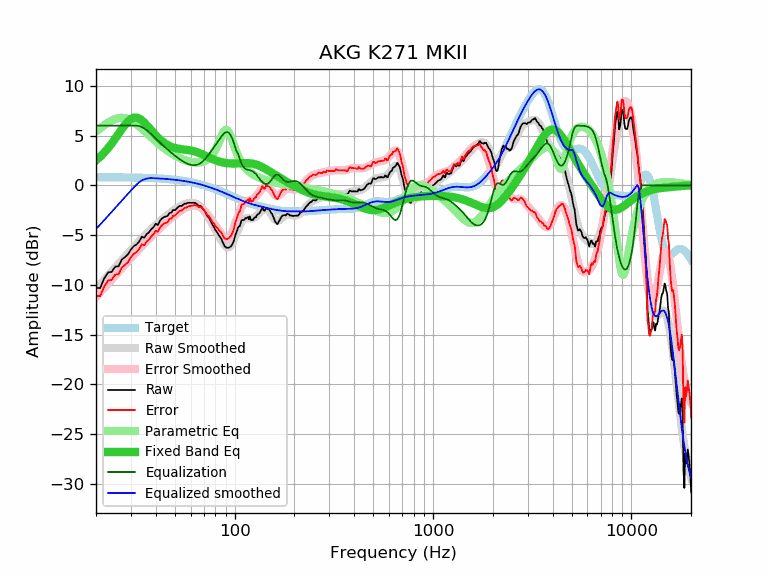 AKG K271 MKII
10
5
0
−5
−10
−15
−20
−25
−30
Amplitude (dBr)
Target
Raw Smoothed
Error Smoothed
Raw
Error
Parametric Eq
Fixed Band Eq
Equalization
Equalized smoothed
100
1000
10000
Frequency (Hz)